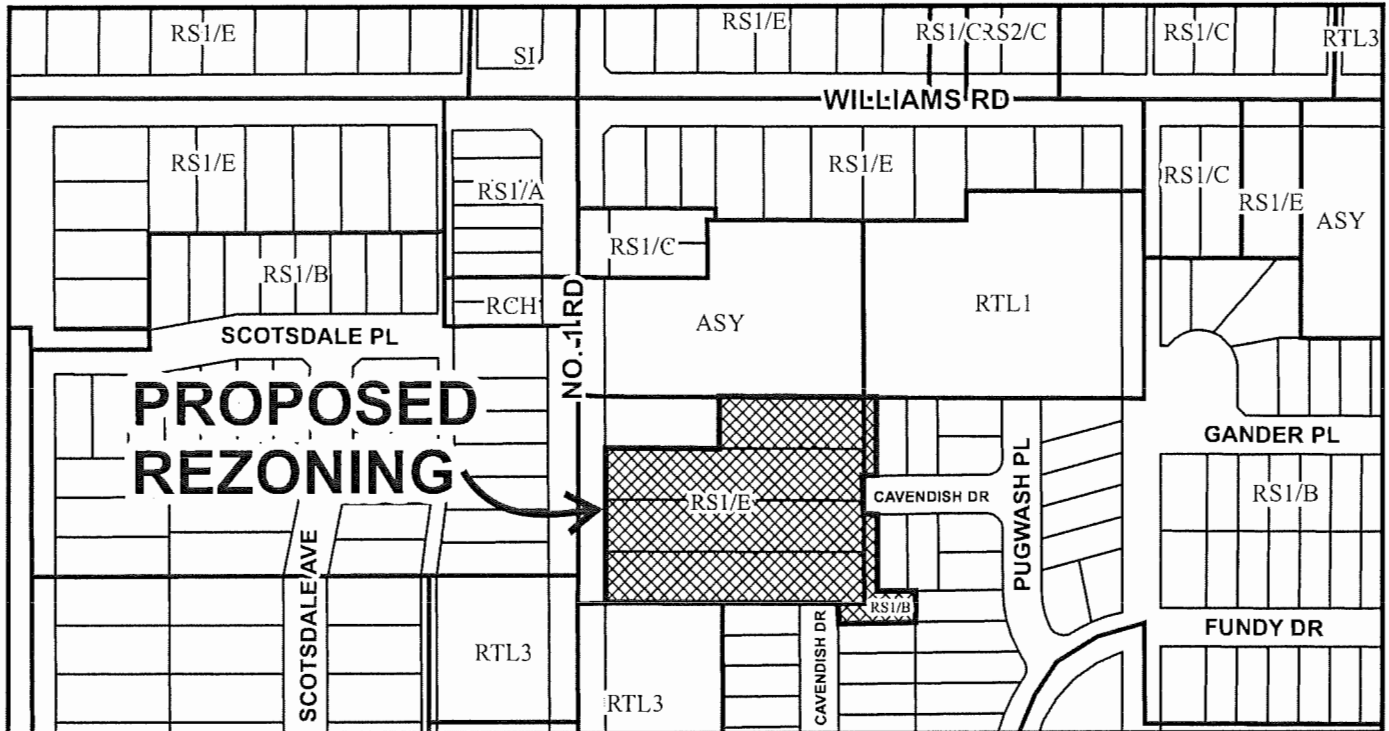 RS1/E
SI
RS1/E
RS1/C
RS2/C
RS1/C
RTL3
WILLIAMS RD
RS1/E
RS1/A
RS1/E
RS1/C
RS1/E
ASY
RS1/B
RS1/C
RCH1
NO. 1 RD
ASY
RTL1
SCOTSDALE PL
PROPOSED
REZONING
GANDER PL
RS1/E
CAVENDISH DR
PUGWASH PL
RS1/B
SCOTSDALE AVE
RS1/B
CAVENDISH DR
FUNDY DR
RTL3
RTL3